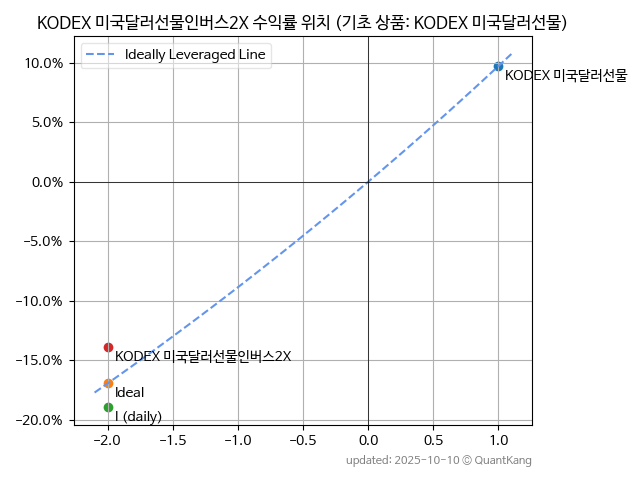 KODEX 미국달러선물인버스2X 수익률 위치 (기초 상품: KODEX 미국달러선물)
Ideally Leveraged Line
10.0%
5.0%
0.0%
−5.0%
−10.0%
−15.0%
−20.0%
KODEX 미국달러선물
KODEX 미국달러선물인버스2X
Ideal
I (daily)
−2.0 −1.5 −1.0 −0.5 0.0 0.5 1.0
updated: 2025-10-10 © QuantKang